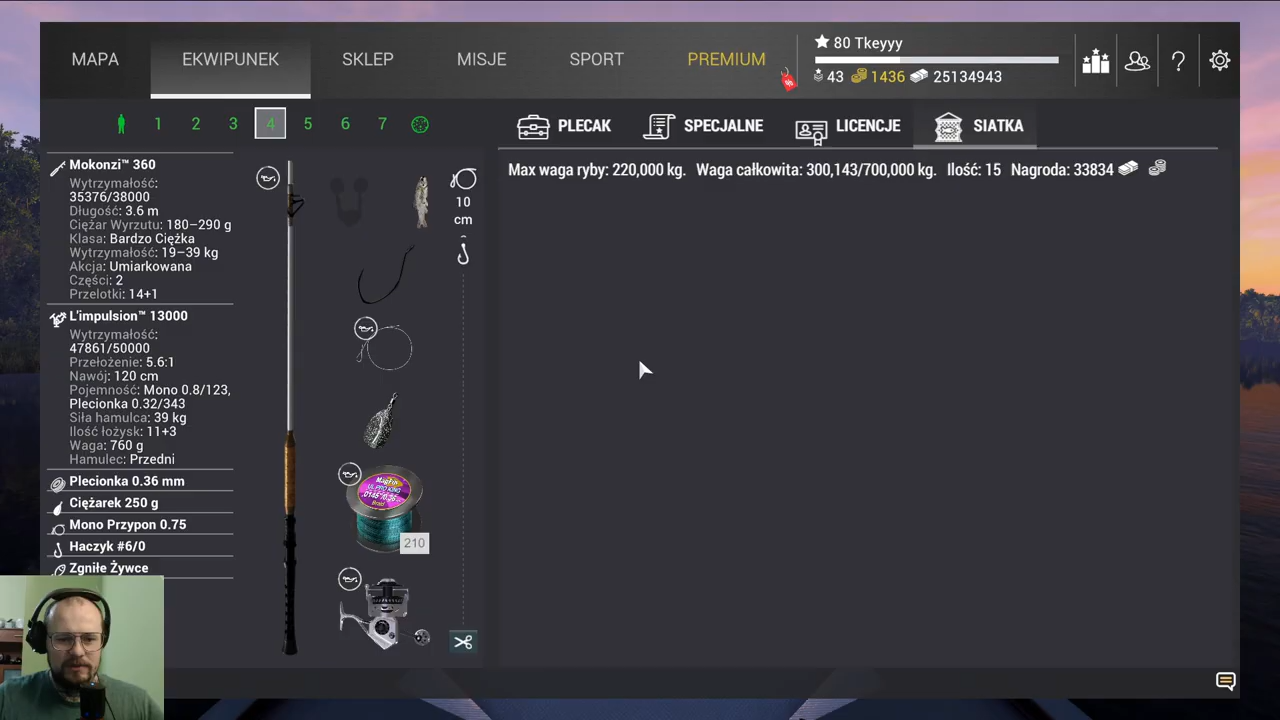 MAPA
EKWIPUNEK
SKLEP
MISJE
SPORT
PREMIUM
%
80 Tkeyyy
43 1436 25134943
?
1 2 3 4 5 6 7
PLECAK
SPECJALNE
LICENCJE
SIATKA
Max waga ryby: 220,000 kg. Waga całkowita: 300,143/700,000 kg. Ilość: 15 Nagroda: 33834
Mokonzi™ 360
Wytrzymałość:
35376/38000
Długość: 3.6 m
Ciężar Wyrzutu: 180–290 g
Klasa: Bardzo Ciężka
Wytrzymałość: 19–39 kg
Akcja: Umiarkowana
Części: 2
Przelotki: 14+1
L'impulsion™ 13000
Wytrzymałość:
47861/50000
Przełożenie: 5.6:1
Nawój: 120 cm
Pojemność: Mono 0.8/123,
Plecionka 0.32/343
Siła hamulca: 39 kg
Ilość łożysk: 11+3
Waga: 760 g
Hamulec: Przedni
Plecionka 0.36 mm
Ciężarek 250 g
Mono Przypon 0.75
Haczyk #6/0
Zgniłe Żywce
10
cm
MagFin
210